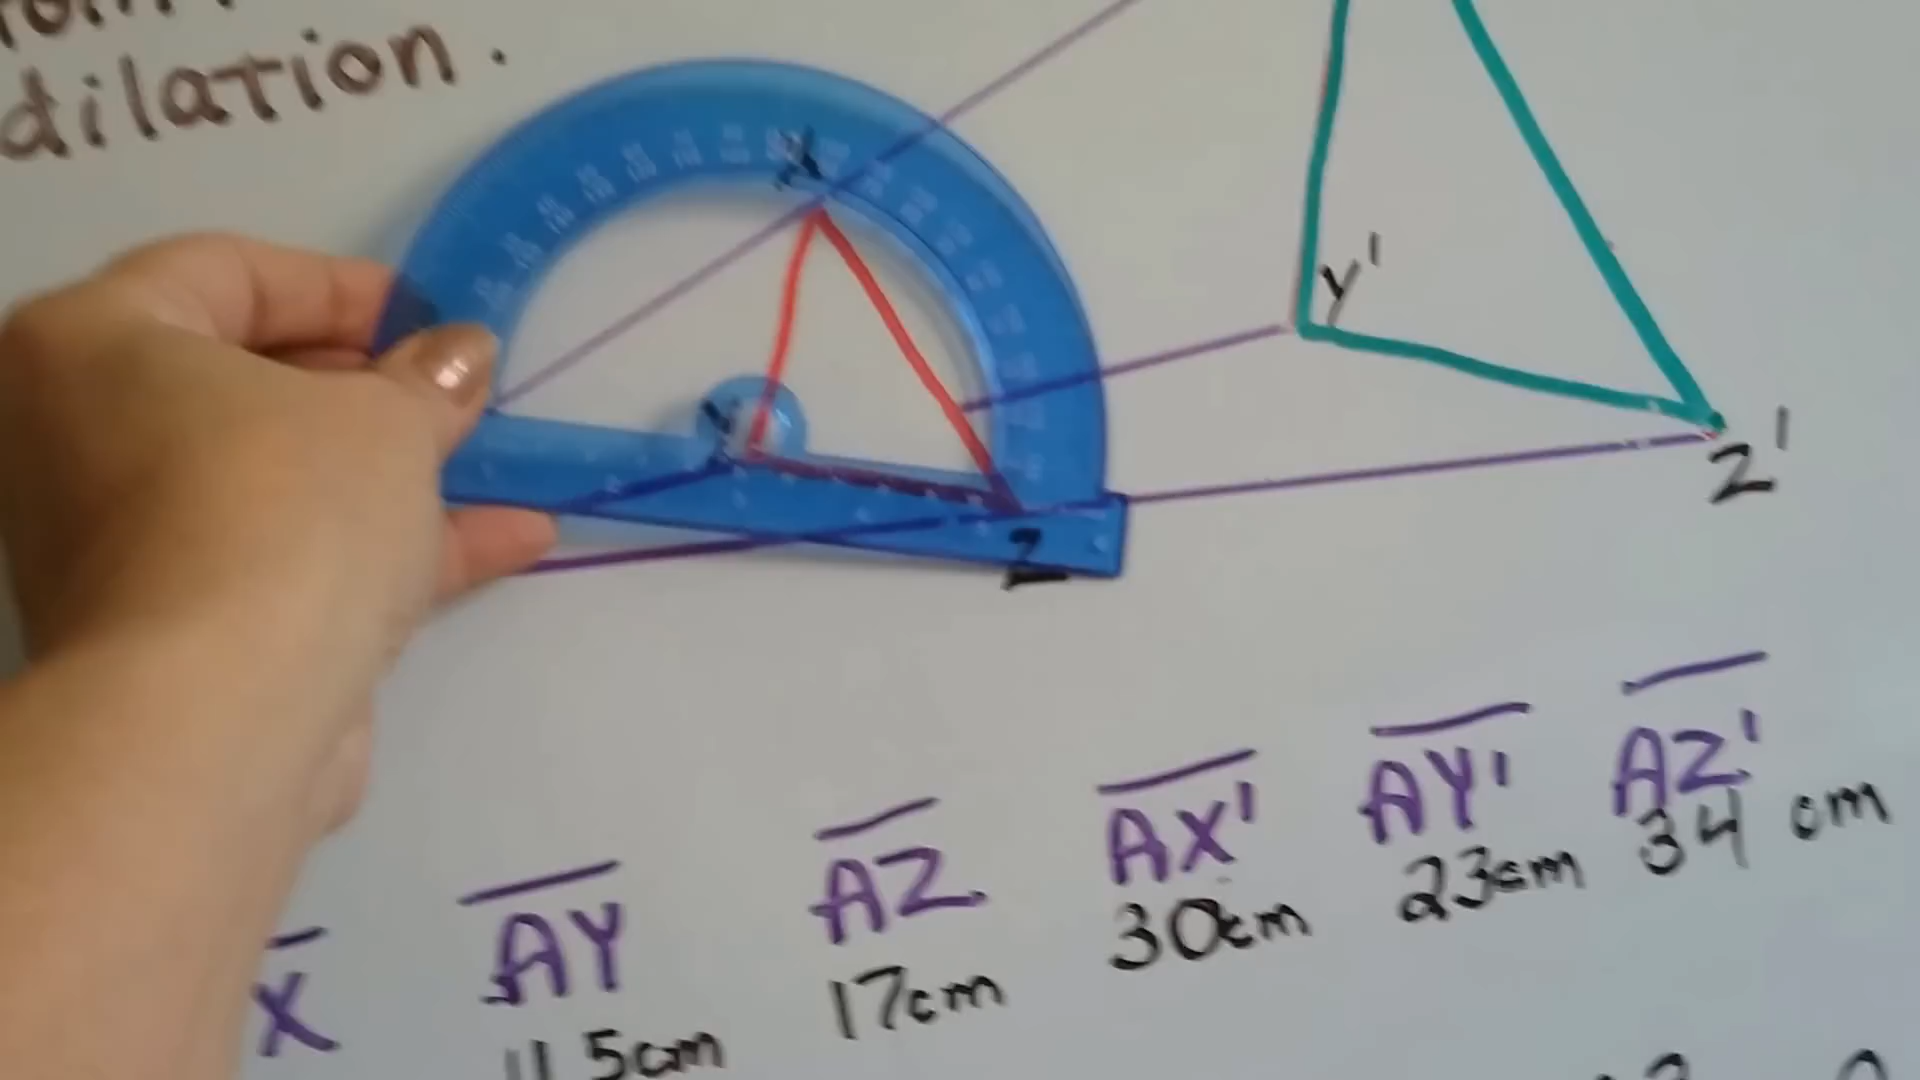 dilation.
X
Y'
Z'
Z
X AY AZ AX' AY' AZ'
11.5cm 17cm 30cm 23cm 34 cm